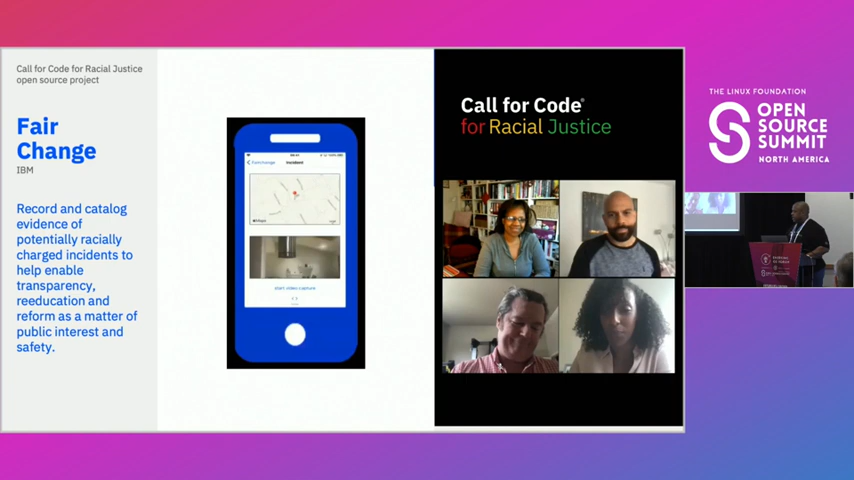 Call for Code for Racial Justice
open source project
Fair
Change
IBM
Record and catalog
evidence of
potentially racially
charged incidents to
help enable
transparency,
reeducation and
reform as a matter of
public interest and
safety.
Incident
start video capture
Call for Code®
for Racial Justice
THE LINUX FOUNDATION
OPEN
SOURCE
SUMMIT
NORTH AMERICA